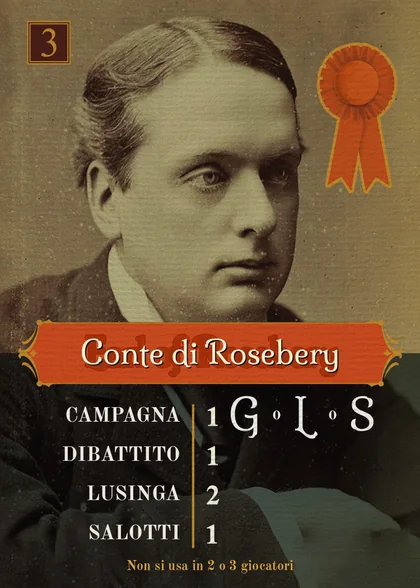 3
Conte di Rosebery
CAMPAGNA 1 G o L o S
DIBATTITO 1
LUSINGA 2
SALOTTI 1
Non si usa in 2 o 3 giocatori